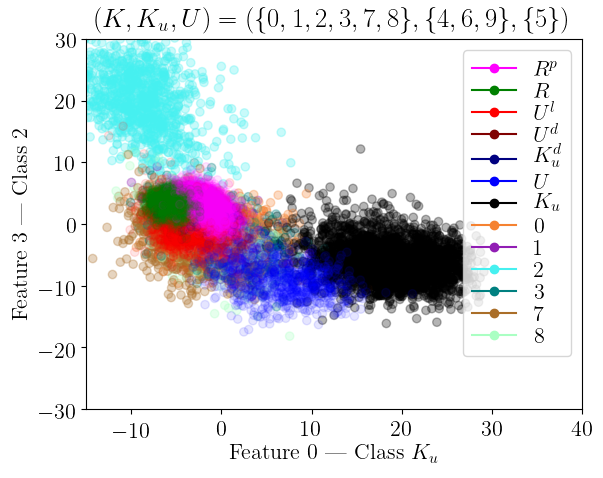 (K, K_u, U) = ({0, 1, 2, 3, 7, 8}, {4, 6, 9}, {5})
30
20
10
0
−10
−20
−30
Feature 3 — Class 2
R^p
R
U^l
U^d
K_u^d
U
K_u
0
1
2
3
7
8
−10 0 10 20 30 40
Feature 0 — Class K_u